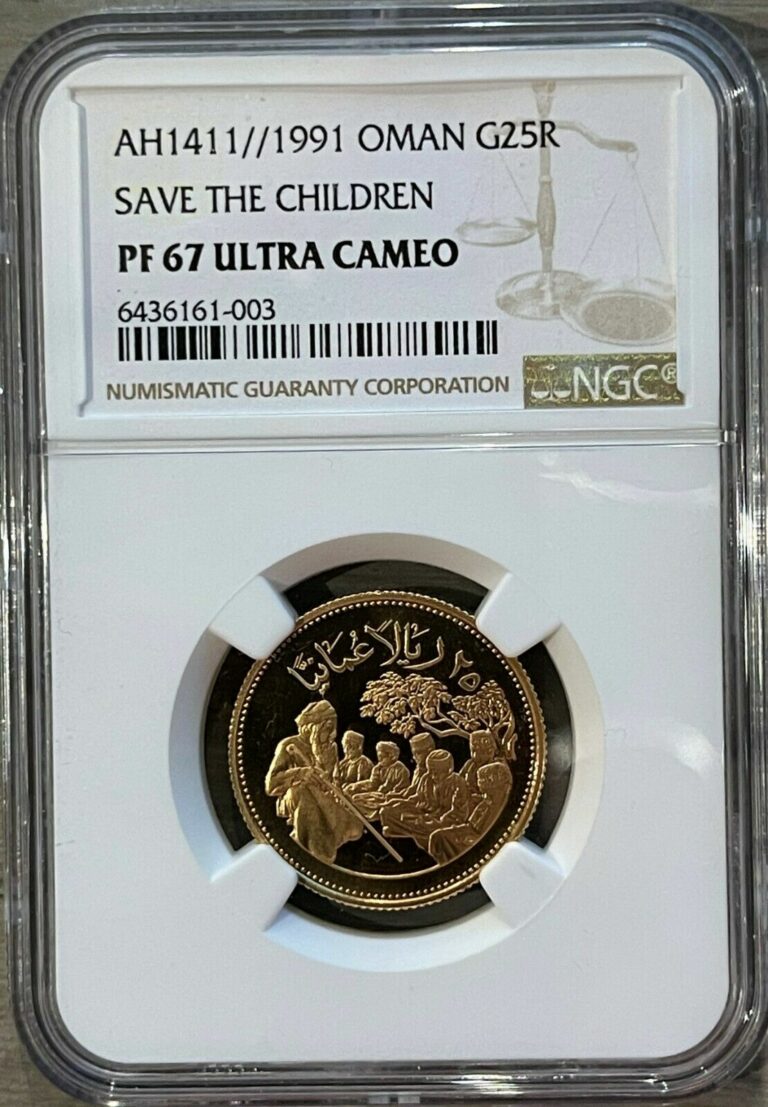 AH1411//1991 OMAN G25R
SAVE THE CHILDREN
PF 67 ULTRA CAMEO
6436161-003
NUMISMATIC GUARANTY CORPORATION
NGC®
٢٥ ريالاً عُمانيّاً